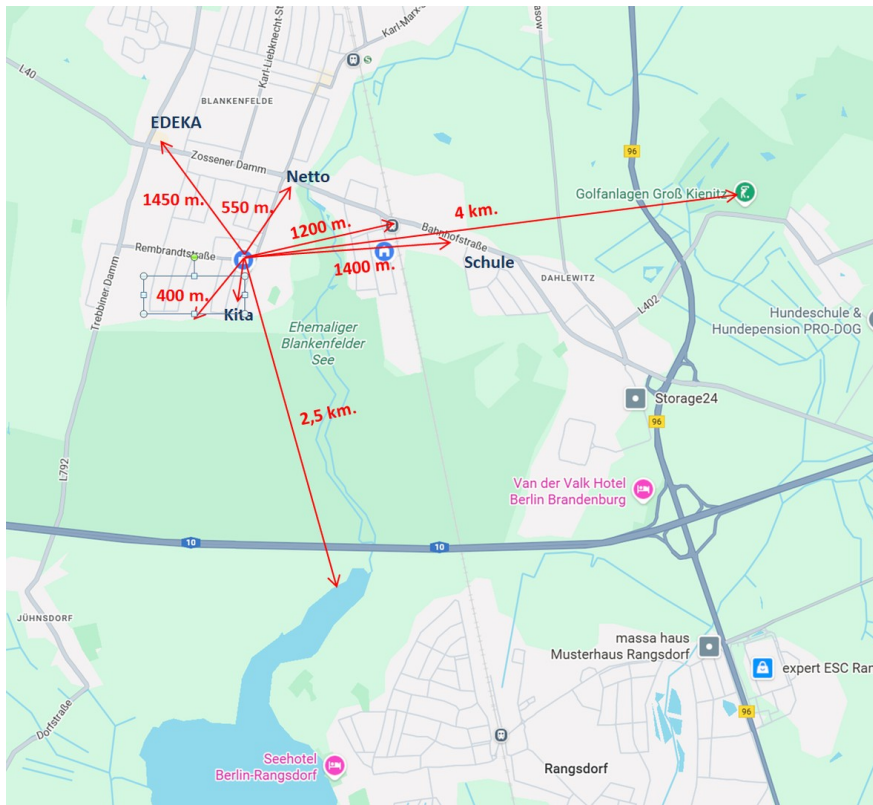 Karl-Marx-S
Karl-Liebknecht-St
L40
BLANKENFELDE
EDEKA
Zossener Damm
96
Netto
Golfanlagen Groß Kienitz
1450 m.
550 m.
1200 m.
4 km.
Bahnhofstraße
Rembrandtstraße
1400 m.
Schule
DAHLEWITZ
Trebbiner Damm
400 m.
Kita
L402
Hundeschule &
Hundepension PRO-DOG
Ehemaliger
Blankenfelder
See
Storage24
2,5 km.
96
L792
Van der Valk Hotel
Berlin Brandenburg
10
10
JÜHNSDORF
massa haus
Musterhaus Rangsdorf
expert ESC Ran
Dorfstraße
96
Seehotel
Berlin-Rangsdorf
Rangsdorf